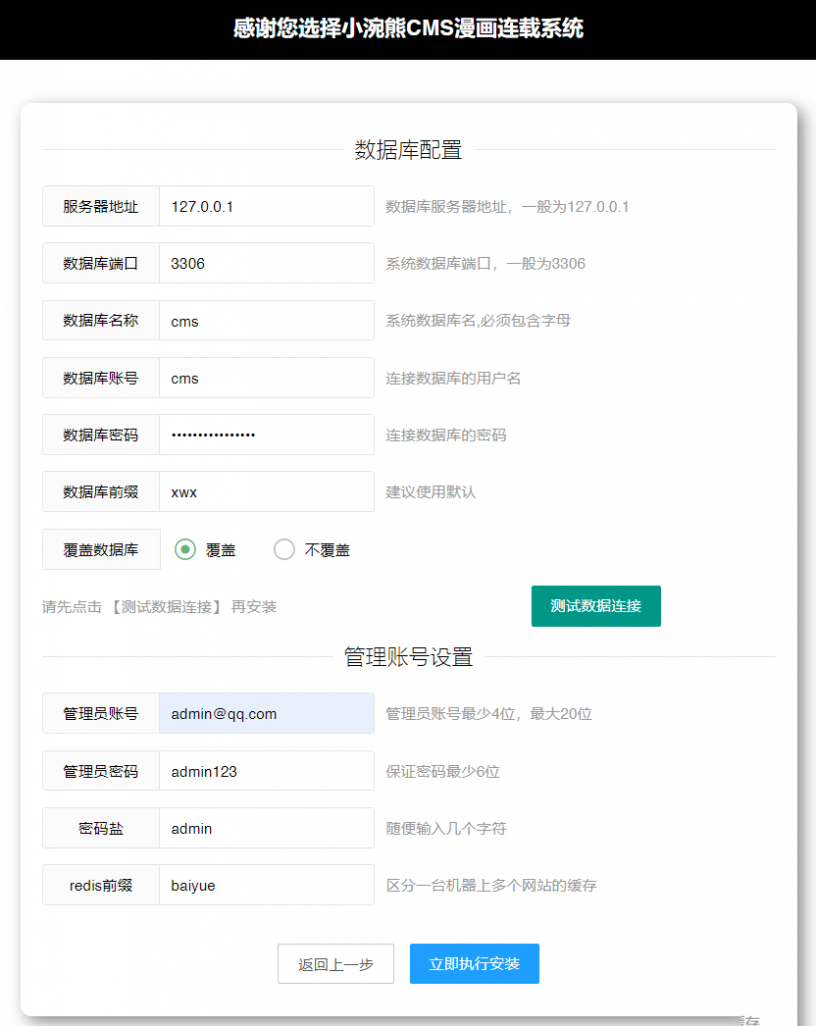 感谢您选择小浣熊CMS漫画连载系统
数据库配置
服务器地址 127.0.0.1 数据库服务器地址，一般为127.0.0.1
数据库端口 3306 系统数据库端口，一般为3306
数据库名称 cms 系统数据库名,必须包含字母
数据库账号 cms 连接数据库的用户名
数据库密码 •••••••••••••••• 连接数据库的密码
数据库前缀 xwx 建议使用默认
覆盖数据库 覆盖 不覆盖
请先点击 【测试数据连接】 再安装 测试数据连接
管理账号设置
管理员账号 admin@qq.com 管理员账号最少4位，最大20位
管理员密码 admin123 保证密码最少6位
密码盐 admin 随便输入几个字符
redis前缀 baiyue 区分一台机器上多个网站的缓存
返回上一步 立即执行安装